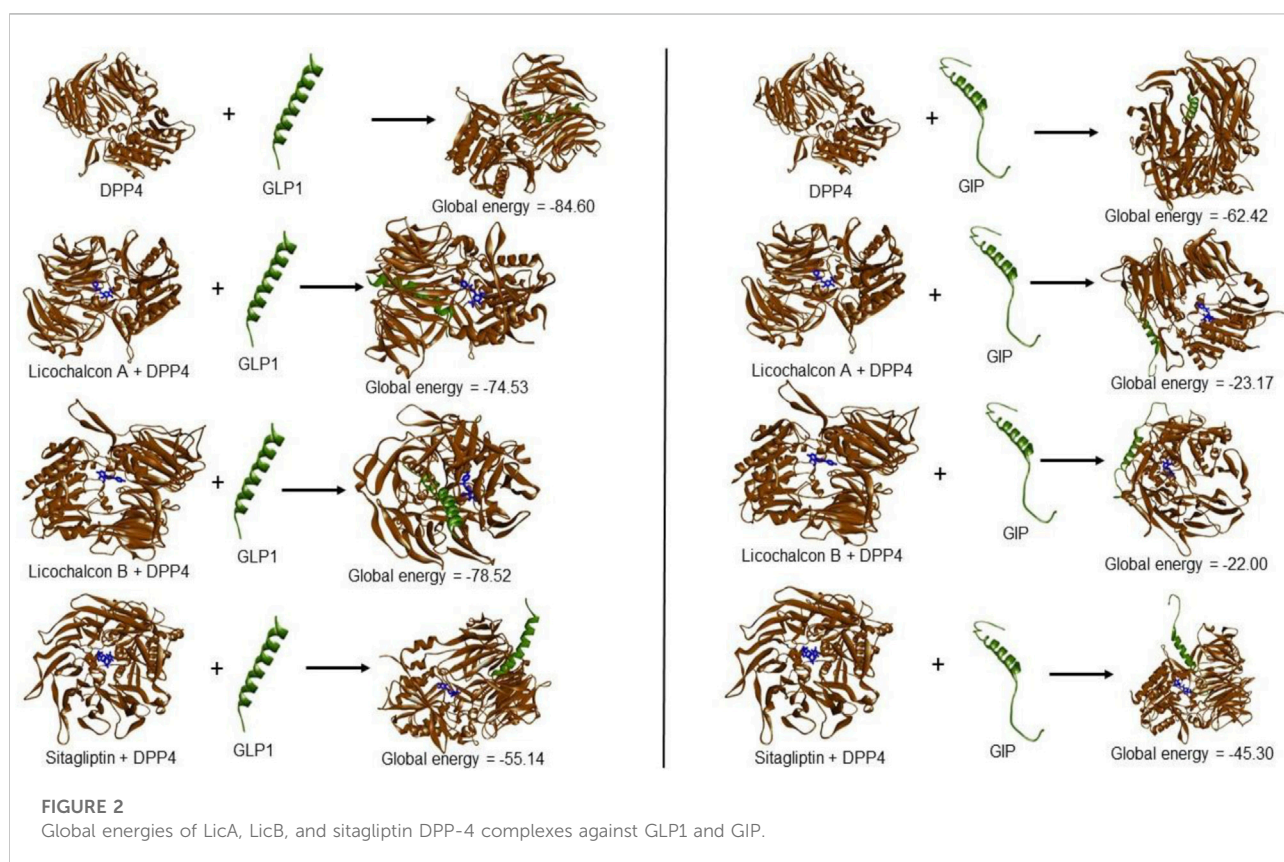 +
DPP4
GLP1
Global energy = -84.60
+
Licochalcon A + DPP4
GLP1
Global energy = -74.53
+
Licochalcon B + DPP4
GLP1
Global energy = -78.52
+
Sitagliptin + DPP4
GLP1
Global energy = -55.14
+
DPP4
GIP
Global energy = -62.42
+
Licochalcon A + DPP4
GIP
Global energy = -23.17
+
Licochalcon B + DPP4
GIP
Global energy = -22.00
+
Sitagliptin + DPP4
GIP
Global energy = -45.30
FIGURE 2
Global energies of LicA, LicB, and sitagliptin DPP-4 complexes against GLP1 and GIP.